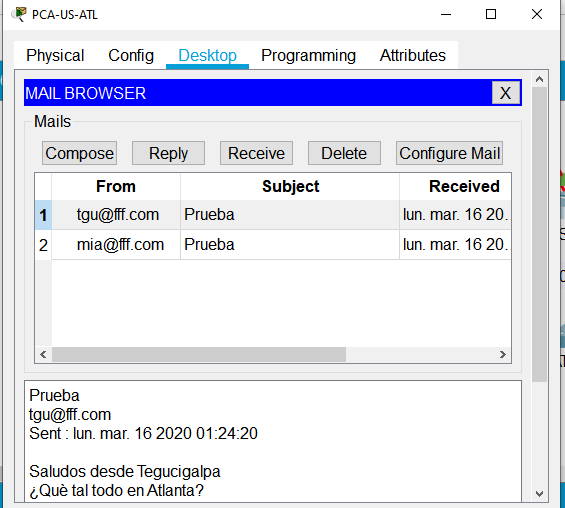 PCA-US-ATL
Physical Config Desktop Programming Attributes
MAIL BROWSER X
Mails
Compose Reply Receive Delete Configure Mail
From Subject Received
1 tgu@fff.com Prueba lun. mar. 16 20..
2 mia@fff.com Prueba lun. mar. 16 20..
Prueba
tgu@fff.com
Sent : lun. mar. 16 2020 01:24:20
Saludos desde Tegucigalpa
¿Què tal todo en Atlanta?